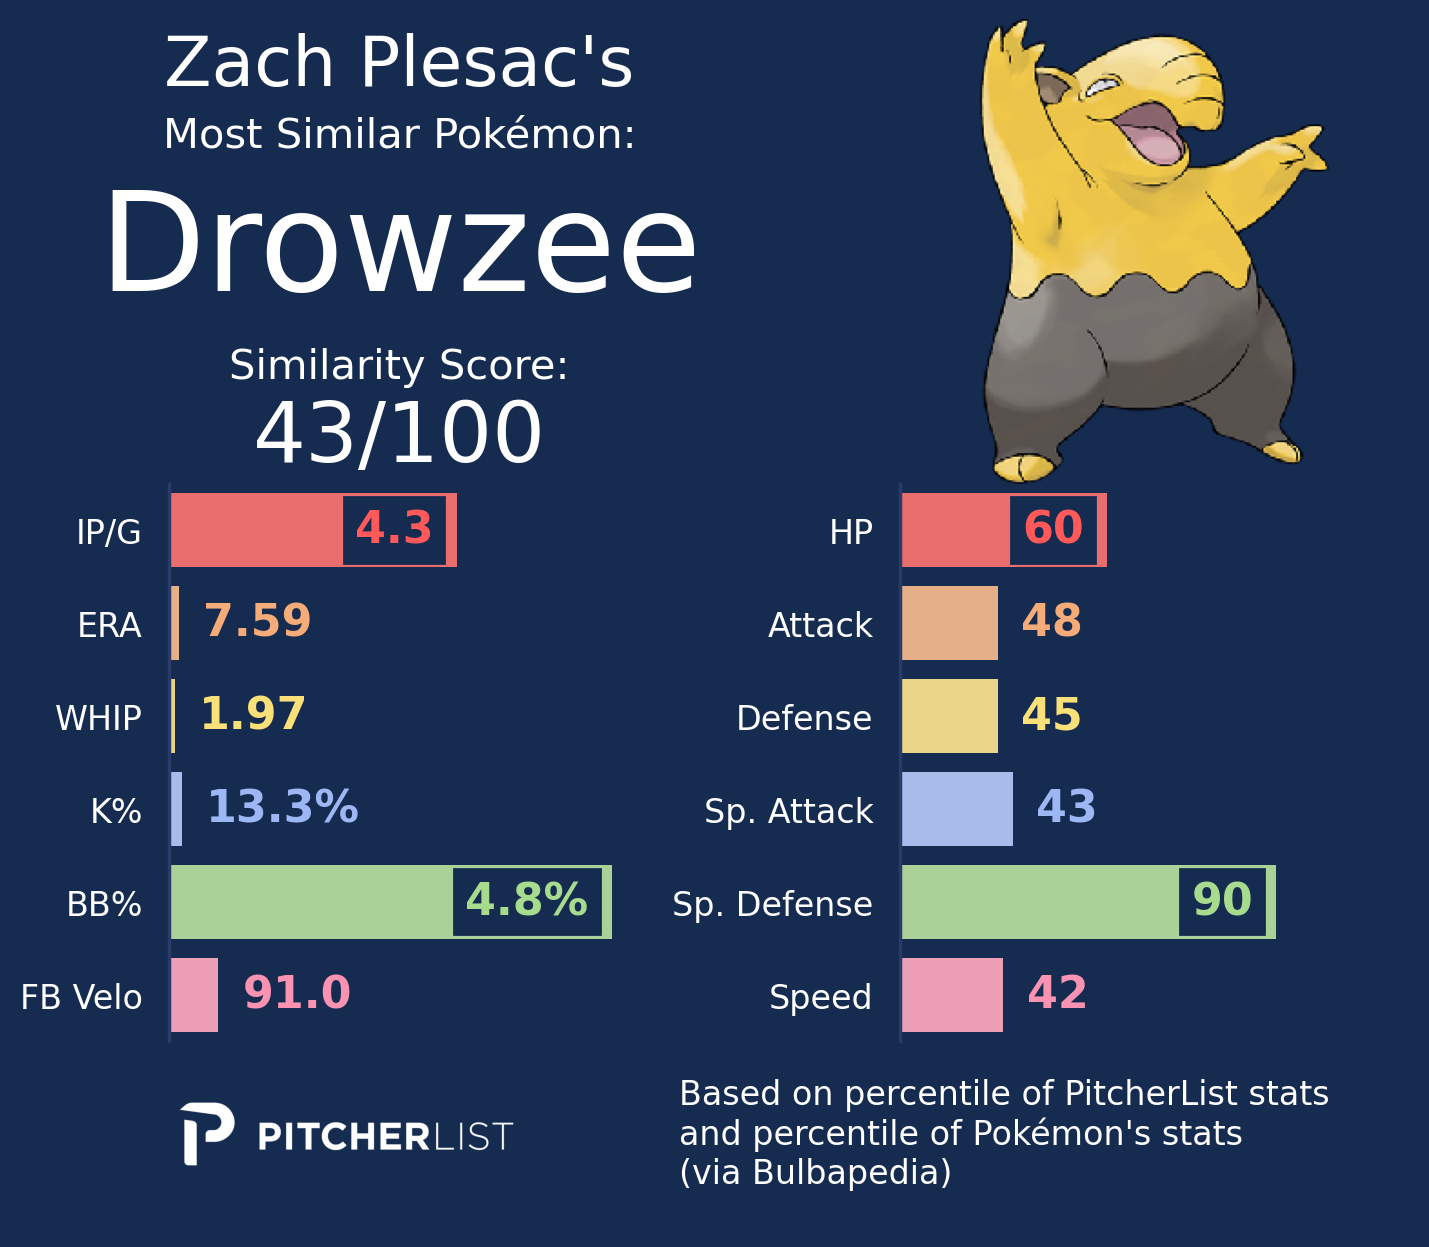 Zach Plesac's
Most Similar Pokémon:
Drowzee
Similarity Score:
43/100
IP/G 4.3
ERA 7.59
WHIP 1.97
K% 13.3%
BB% 4.8%
FB Velo 91.0
HP 60
Attack 48
Defense 45
Sp. Attack 43
Sp. Defense 90
Speed 42
PITCHERLIST
Based on percentile of PitcherList stats
and percentile of Pokémon's stats
(via Bulbapedia)